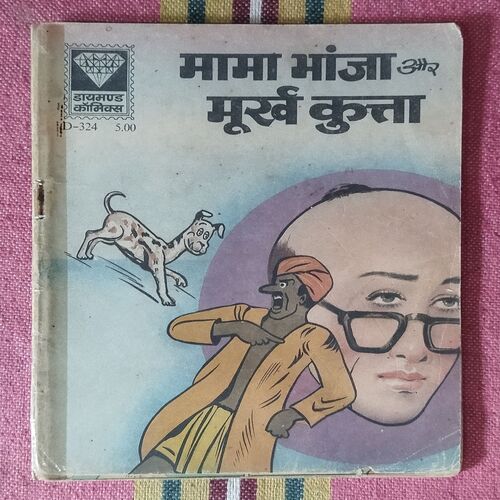 डायमण्ड
कॉमिक्स
D-324 5.00
मामा भांजा और
मूर्ख कुत्ता